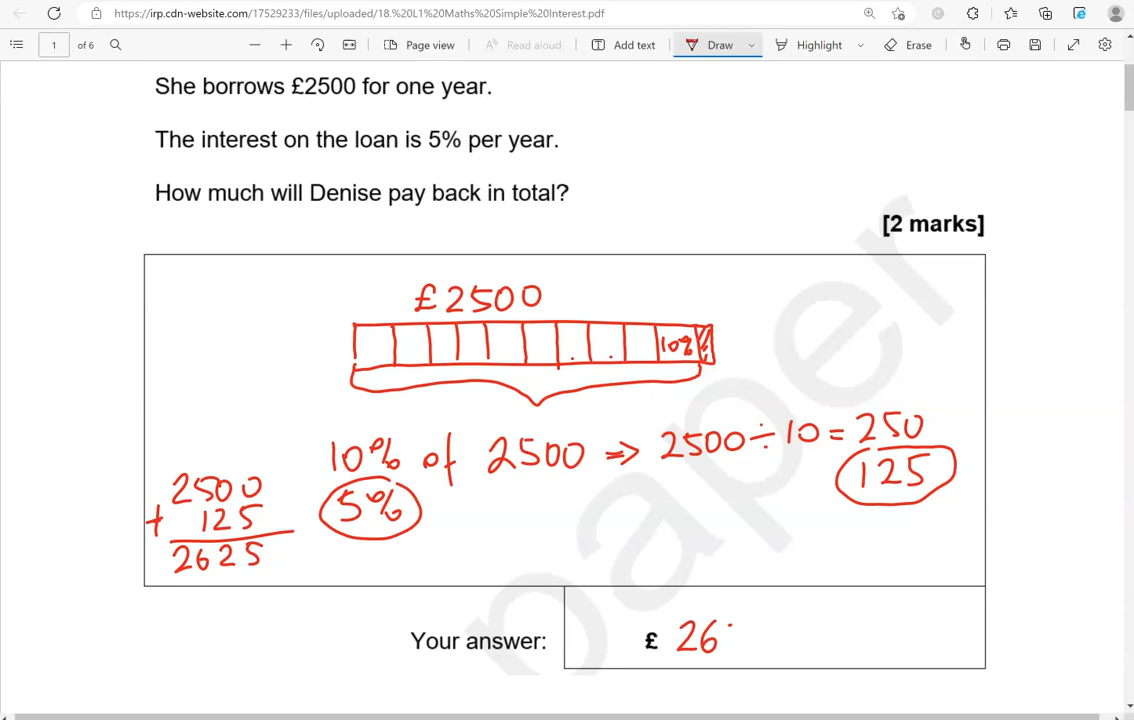 https://irp.cdn-website.com/17529233/files/uploaded/18.%20L1%20Maths%20Simple%20Interest.pdf
1 of 6 Page view Read aloud Add text Draw Highlight Erase
She borrows £2500 for one year.
The interest on the loan is 5% per year.
How much will Denise pay back in total?
[2 marks]
£2500
10%
10% of 2500 => 2500 ÷ 10 = 250
5% 125
2500
+ 125
2625
Your answer: £ 26
paper